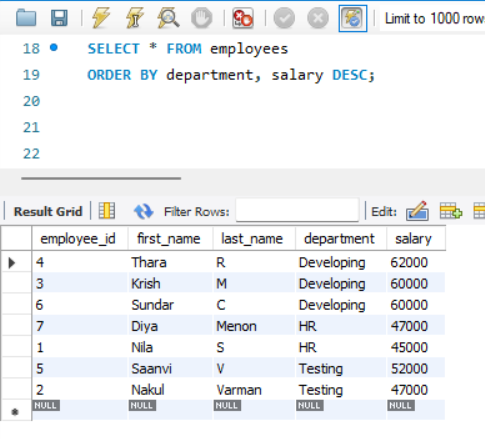 Limit to 1000 rows
18 SELECT * FROM employees
19 ORDER BY department, salary DESC;
20
21
22
Result Grid Filter Rows: Edit:
employee_id first_name last_name department salary
4 Thara R Developing 62000
3 Krish M Developing 60000
6 Sundar C Developing 60000
7 Diya Menon HR 47000
1 Nila S HR 45000
5 Saanvi V Testing 52000
2 Nakul Varman Testing 47000
NULL NULL NULL NULL NULL